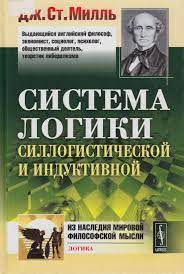 Дж. Ст. Милль
Выдающийся английский философ,
экономист, социолог, психолог,
общественный деятель,
теоретик либерализма
СИСТЕМА
ЛОГИКИ
СИЛЛОГИСТИЧЕСКОЙ
И ИНДУКТИВНОЙ
ИЗ НАСЛЕДИЯ МИРОВОЙ
ФИЛОСОФСКОЙ МЫСЛИ
ЛОГИКА
URSS